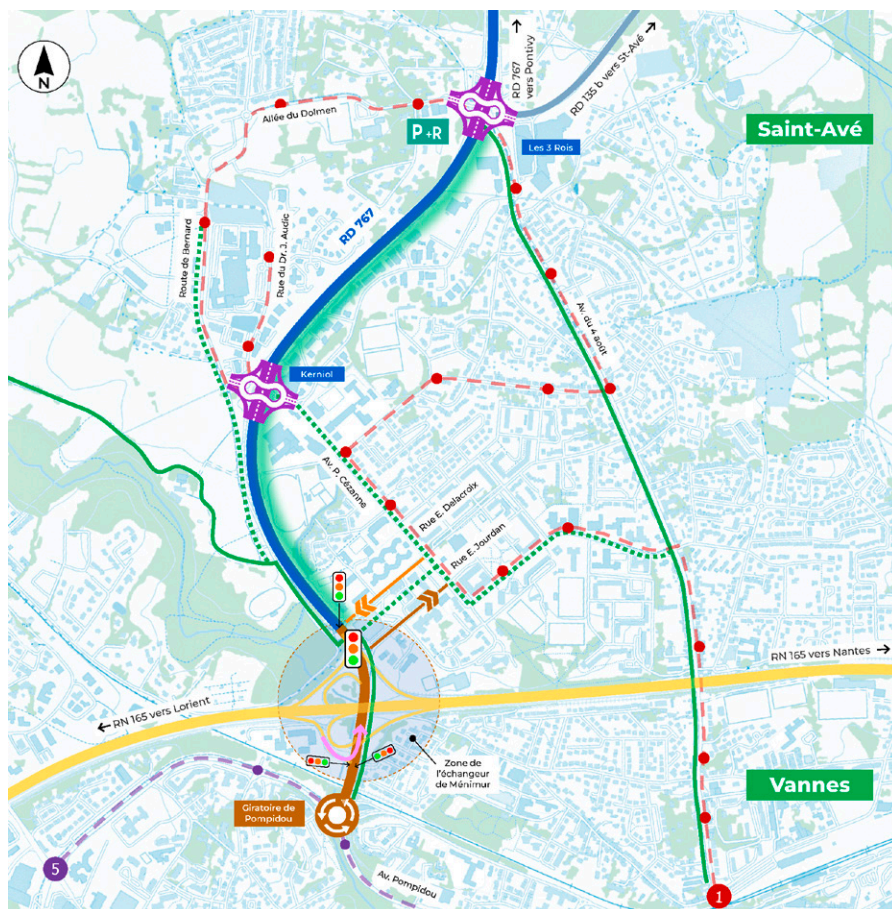 N
RD 767
vers Pontivy
RD 135 b vers St-Avé
Allée du Dolmen
P+R
Les 3 Rois
Saint-Avé
RD 767
Route de Bernard
Rue du Dr. J. Audic
Av. du 4 août
Kerniol
Av. P. Cézanne
Rue E. Delacroix
Rue E. Jourdan
RN 165 vers Nantes
RN 165 vers Lorient
Zone de
l'échangeur
de Ménimur
Vannes
Giratoire de
Pompidou
5
Av. Pompidou
1